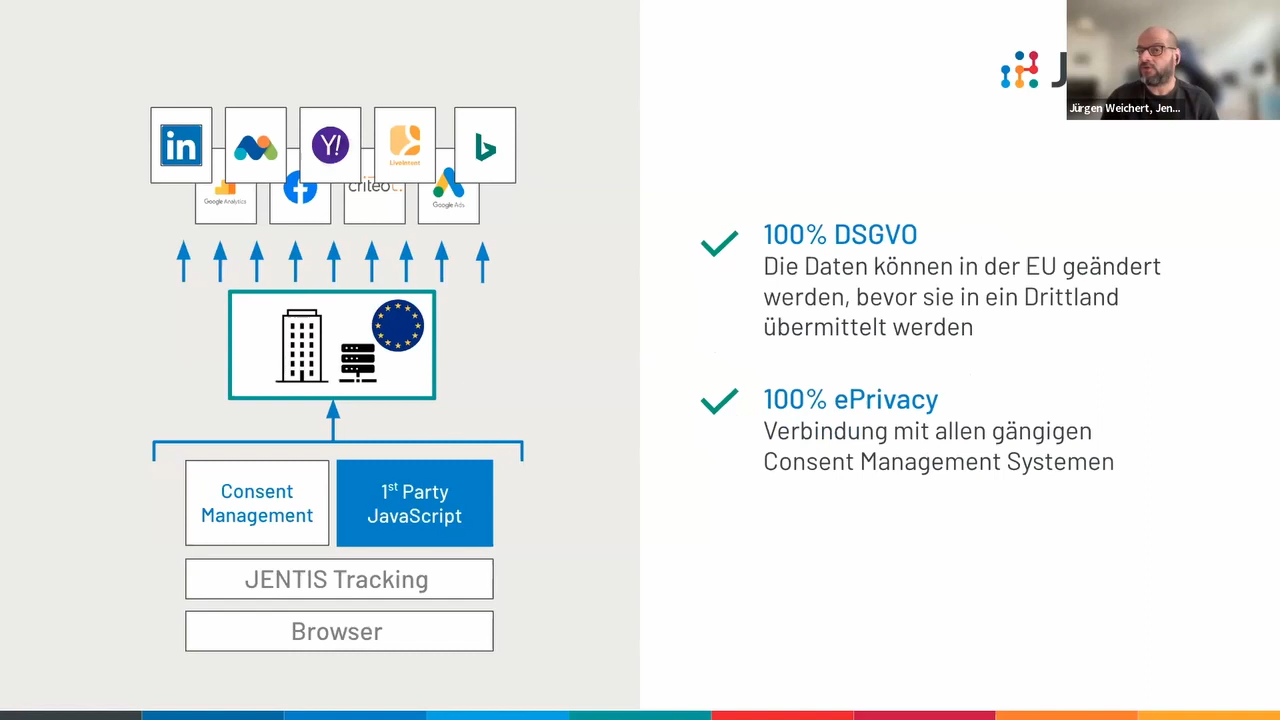 in
Y!
LiveIntent
b
Google Analytics
f
criteo.
Google Ads
Consent
Management
1st Party
JavaScript
JENTIS Tracking
Browser
J
Jürgen Weichert, Jen...
100% DSGVO
Die Daten können in der EU geändert
werden, bevor sie in ein Drittland
übermittelt werden
100% ePrivacy
Verbindung mit allen gängigen
Consent Management Systemen